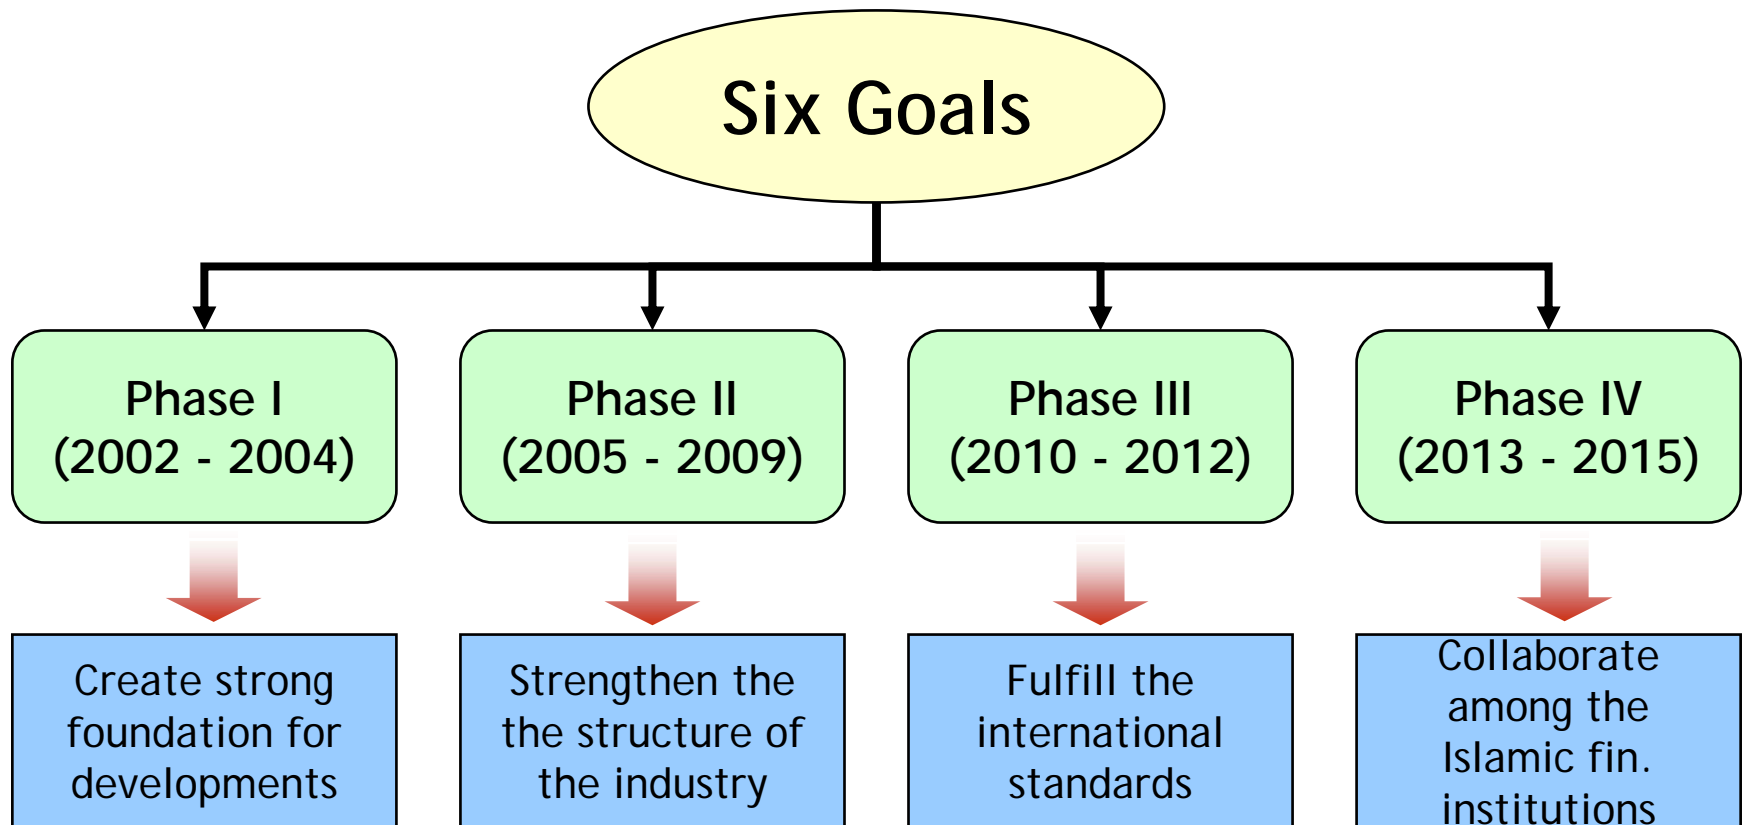 Six Goals
Phase I
(2002 - 2004)
Phase II
(2005 - 2009)
Phase III
(2010 - 2012)
Phase IV
(2013 - 2015)
Create strong
foundation for
developments
Strengthen the
the structure of
the industry
Fulfill the
international
standards
Collaborate
among the
Islamic fin.
institutions